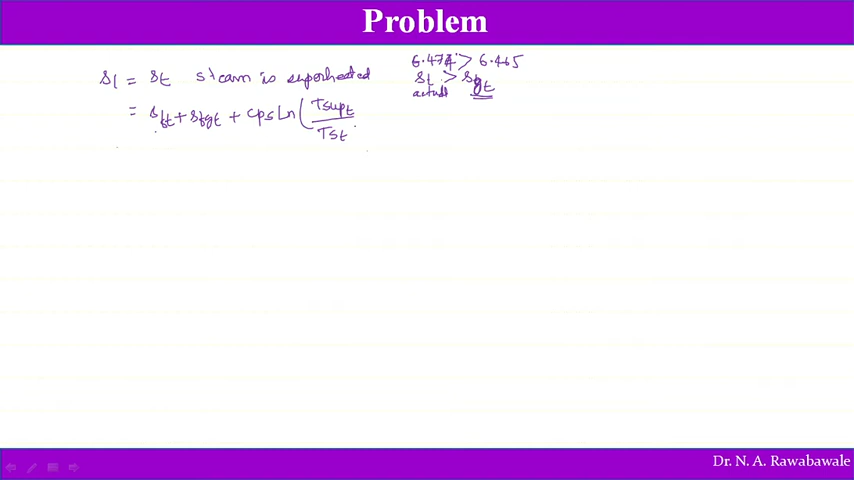 Problem
S1 = St steam is superheated
= Sft + Sfgt + Cps Ln (Tsupt / Tst)
6.474 > 6.465
St > Sgt
actual
Dr. N. A. Rawabawale